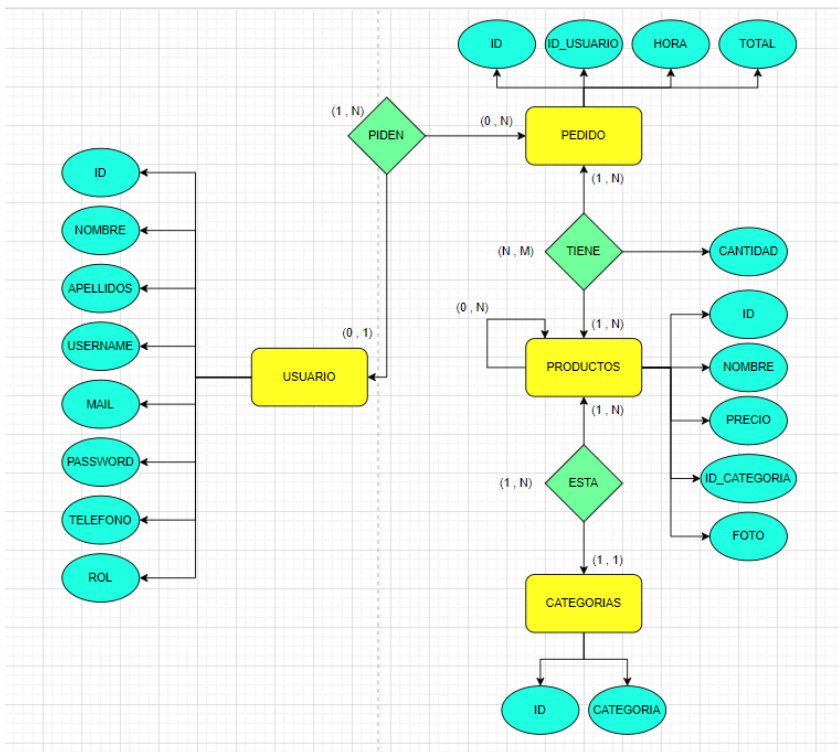 ID
ID_USUARIO
HORA
TOTAL
(1 , N)
PIDEN
(0 , N)
PEDIDO
ID
(1 , N)
NOMBRE
(N , M)
TIENE
CANTIDAD
APELLIDOS
(0 , N)
ID
(1 , N)
USERNAME
(0 , 1)
USUARIO
PRODUCTOS
NOMBRE
MAIL
(1 , N)
PRECIO
PASSWORD
(1 , N)
ESTA
ID_CATEGORIA
TELEFONO
FOTO
(1 , 1)
ROL
CATEGORIAS
ID
CATEGORIA